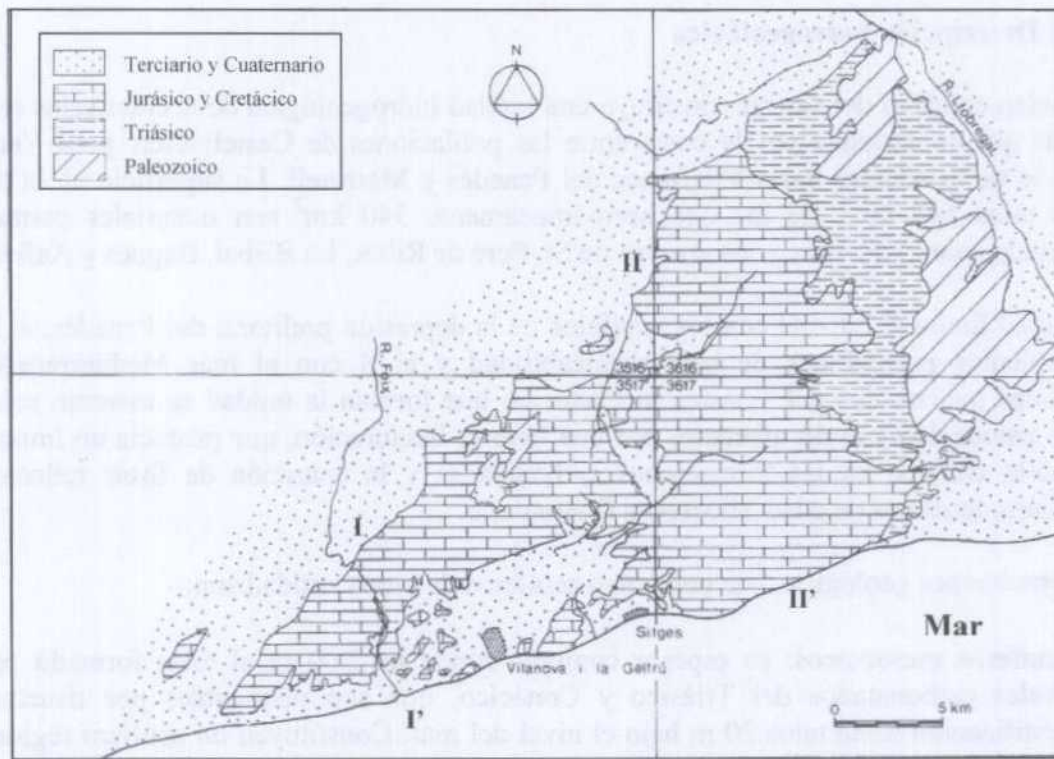 Terciario y Cuaternario
Jurásico y Cretácico
Triásico
Paleozoico
N
II
R. Foix
3516 3616
3517 3617
I
II'
Sitges
Mar
Vilanova i la Geltrú
I'
0 5 km